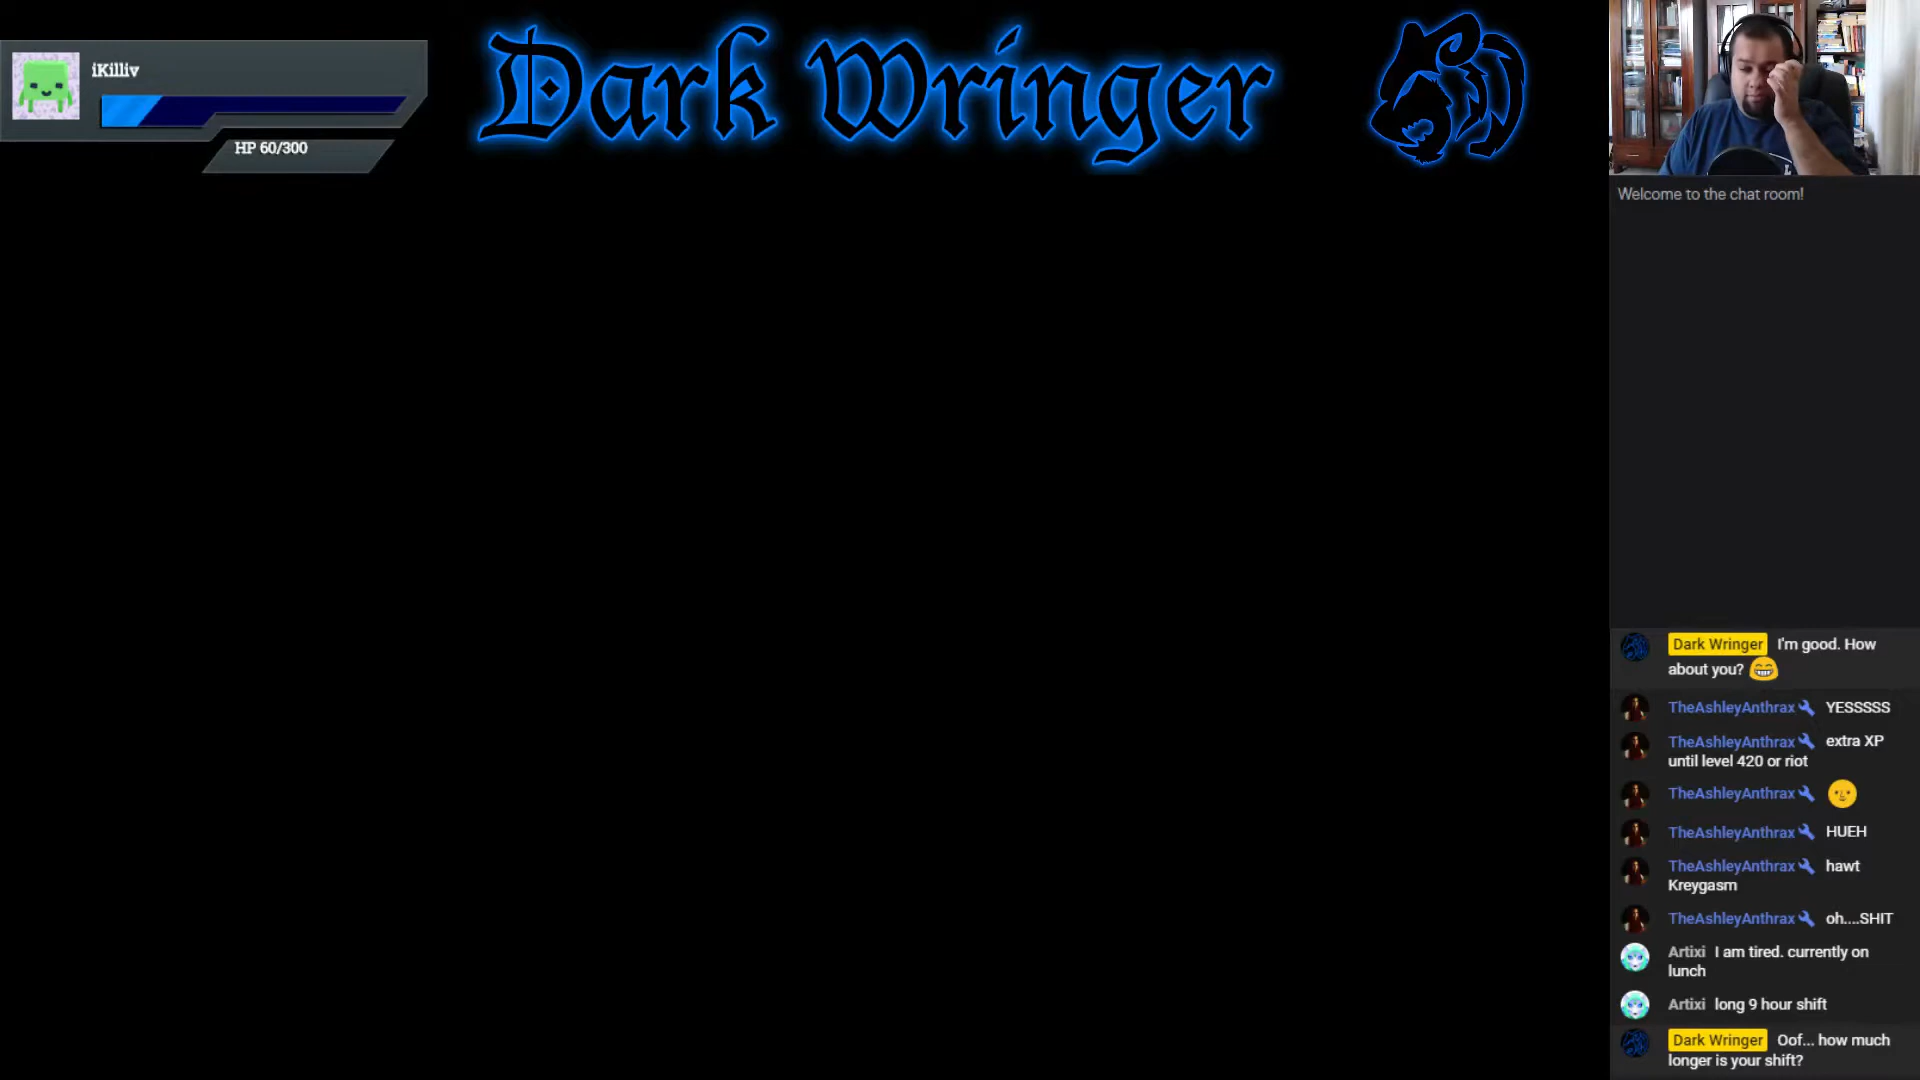 iKilliv
HP 60/300
Dark Wringer
Welcome to the chat room!
Dark Wringer I'm good. How
about you?
TheAshleyAnthrax YESSSSS
TheAshleyAnthrax extra XP
until level 420 or riot
TheAshleyAnthrax
TheAshleyAnthrax HUEH
TheAshleyAnthrax hawt
Kreygasm
TheAshleyAnthrax oh....SHIT
Artixi I am tired. currently on
lunch
Artixi long 9 hour shift
Dark Wringer Oof... how much
longer is your shift?